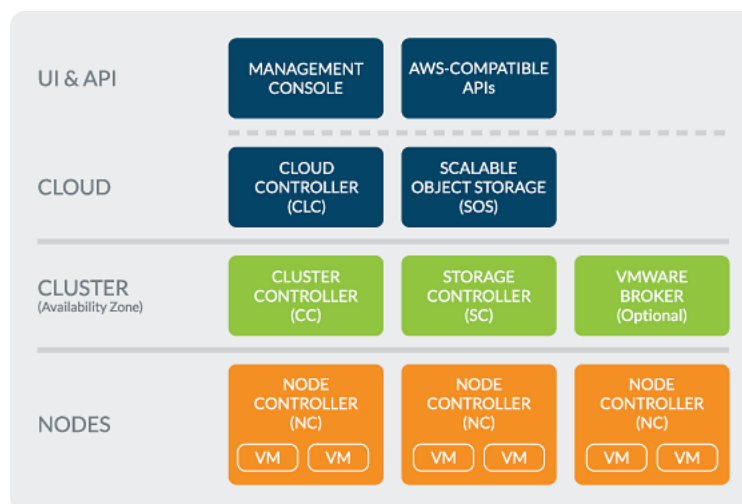 UI & API
MANAGEMENT
CONSOLE
AWS-COMPATIBLE
APIs
CLOUD
CLOUD
CONTROLLER
(CLC)
SCALABLE
OBJECT STORAGE
(SOS)
CLUSTER
(Availability Zone)
CLUSTER
CONTROLLER
(CC)
STORAGE
CONTROLLER
(SC)
VMWARE
BROKER
(Optional)
NODES
NODE
CONTROLLER
(NC)
VM VM
NODE
CONTROLLER
(NC)
VM VM
NODE
CONTROLLER
(NC)
VM VM